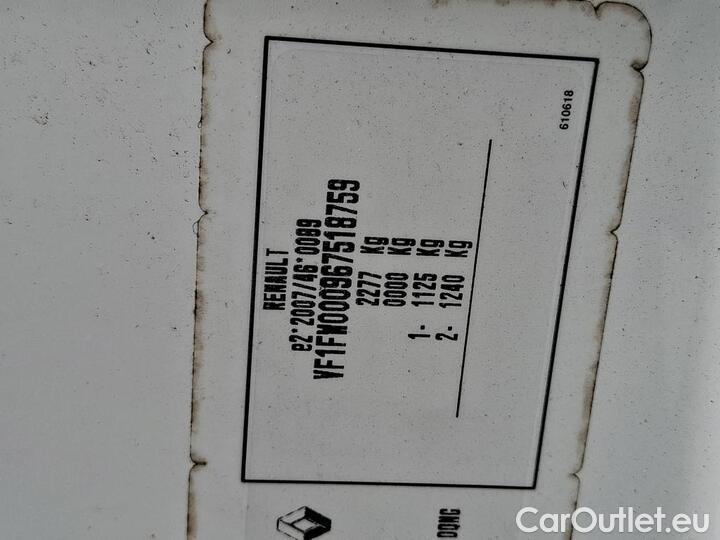 RENAULT
e2*2007/46*0089
VF1FW000967518759
2277 Kg
0000 Kg
1- 1125 Kg
2- 1240 Kg
610618
QQNG
CarOutlet.eu